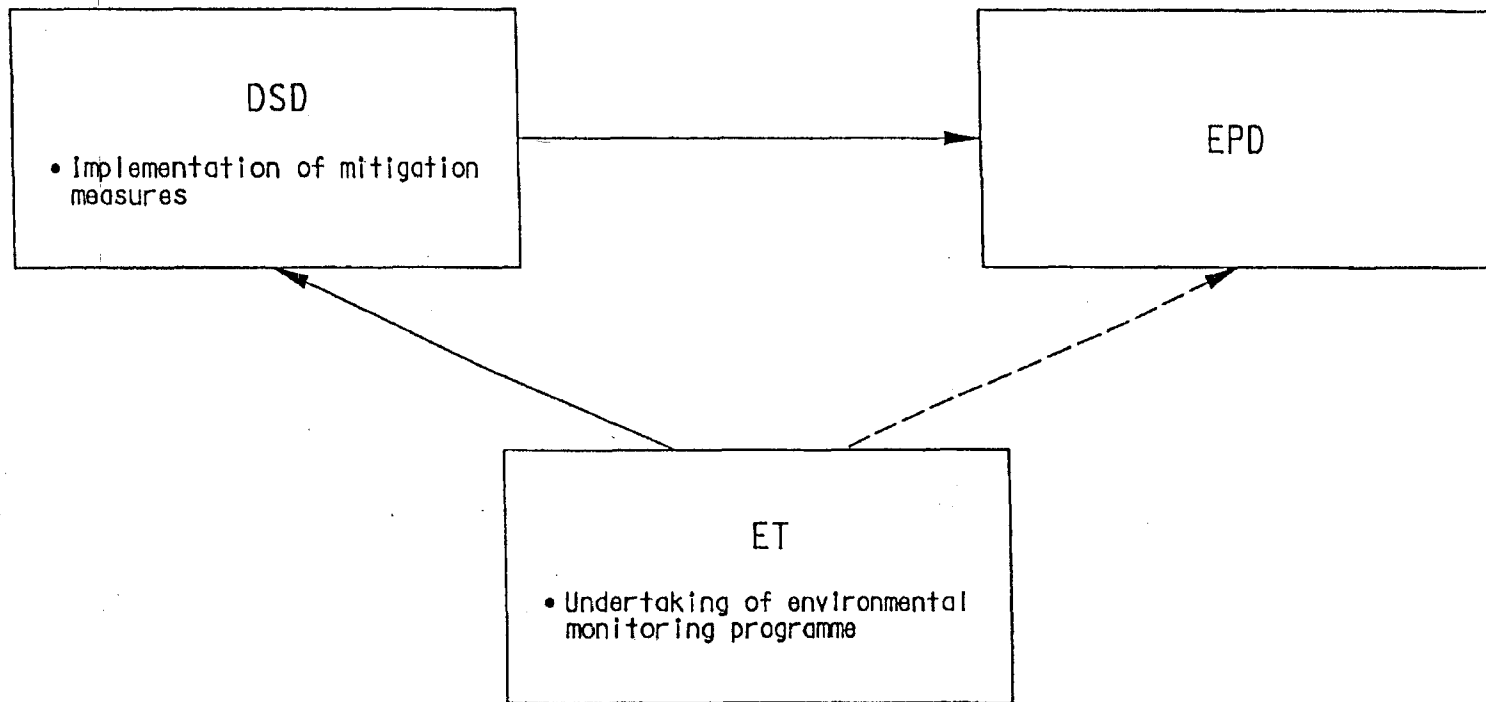 DSD
• Implementation of mitigation
measures
EPD
ET
• Undertaking of environmental
monitoring programme